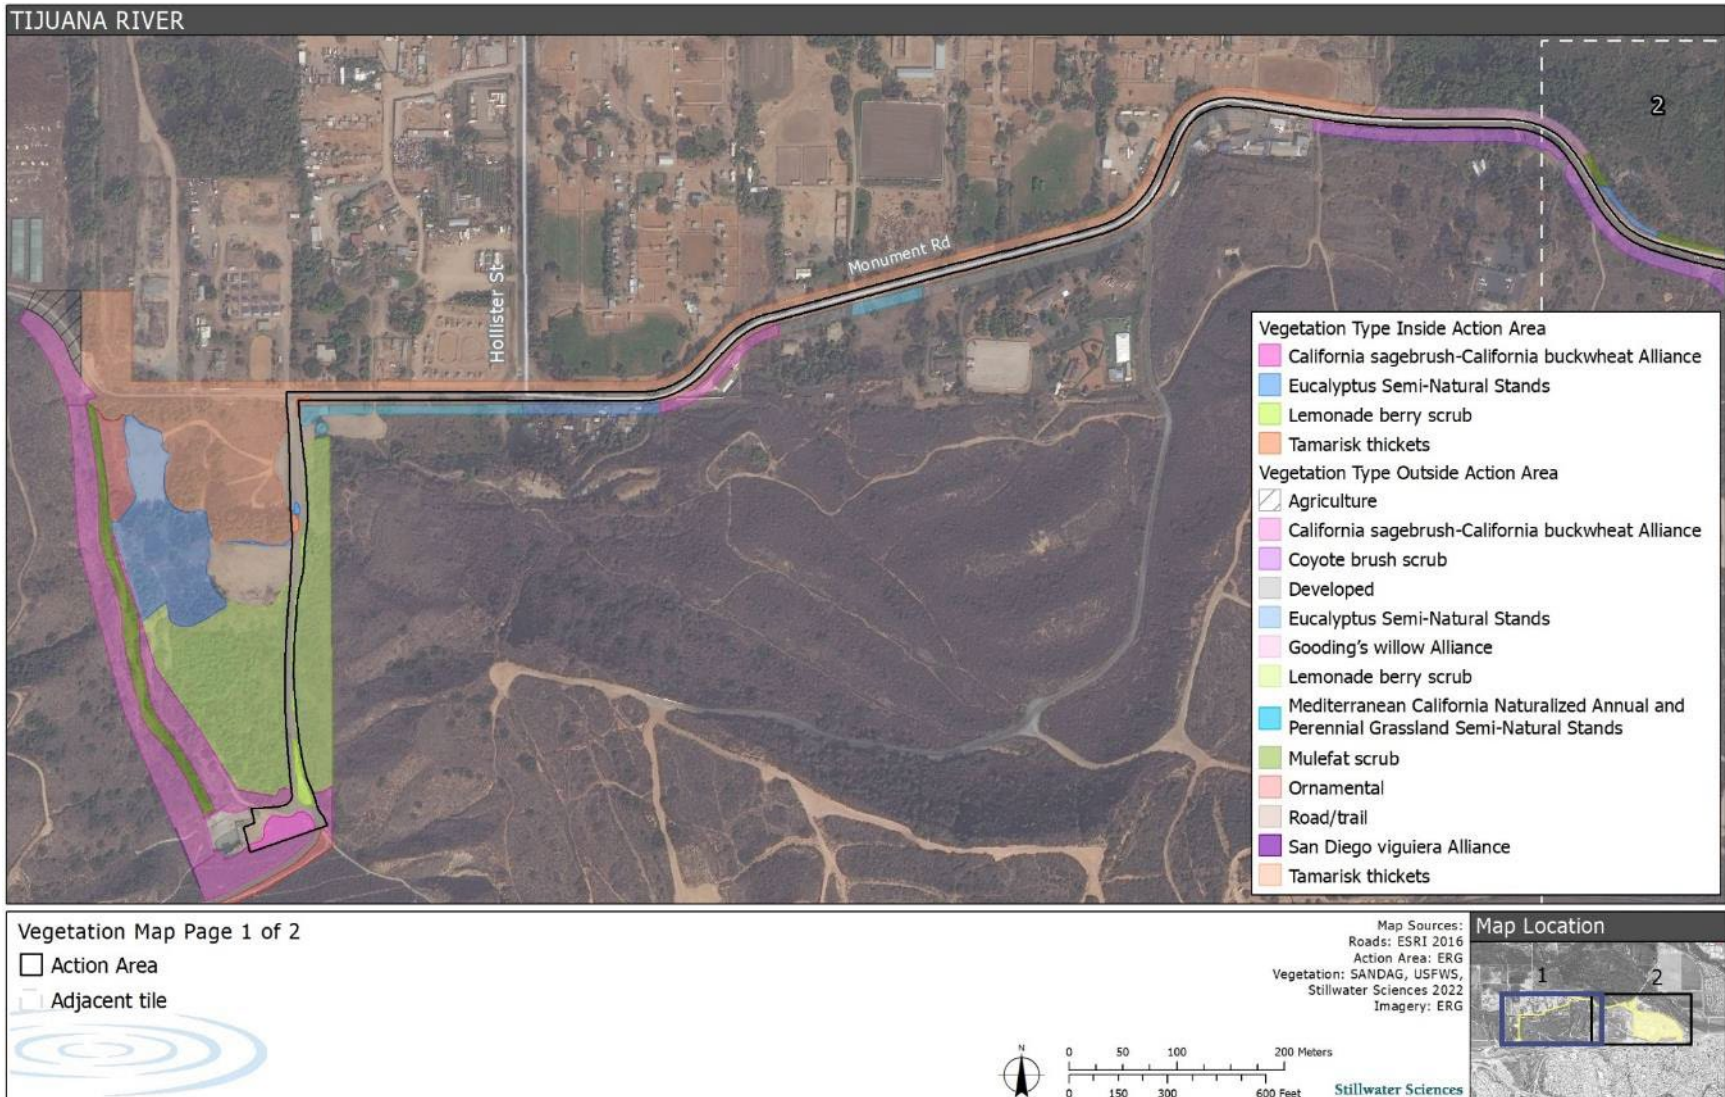 TIJUANA RIVER
2
Hollister St
Monument Rd
Vegetation Type Inside Action Area
California sagebrush-California buckwheat Alliance
Eucalyptus Semi-Natural Stands
Lemonade berry scrub
Tamarisk thickets
Vegetation Type Outside Action Area
Agriculture
California sagebrush-California buckwheat Alliance
Coyote brush scrub
Developed
Eucalyptus Semi-Natural Stands
Gooding's willow Alliance
Lemonade berry scrub
Mediterranean California Naturalized Annual and
Perennial Grassland Semi-Natural Stands
Mulefat scrub
Ornamental
Road/trail
San Diego viguiera Alliance
Tamarisk thickets
Vegetation Map Page 1 of 2
Action Area
Adjacent tile
Map Sources:
Roads: ESRI 2016
Action Area: ERG
Vegetation: SANDAG, USFWS,
Stillwater Sciences 2022
Imagery: ERG
N
0 50 100 200 Meters
0 150 300 600 Feet
Stillwater Sciences
Map Location
1 2